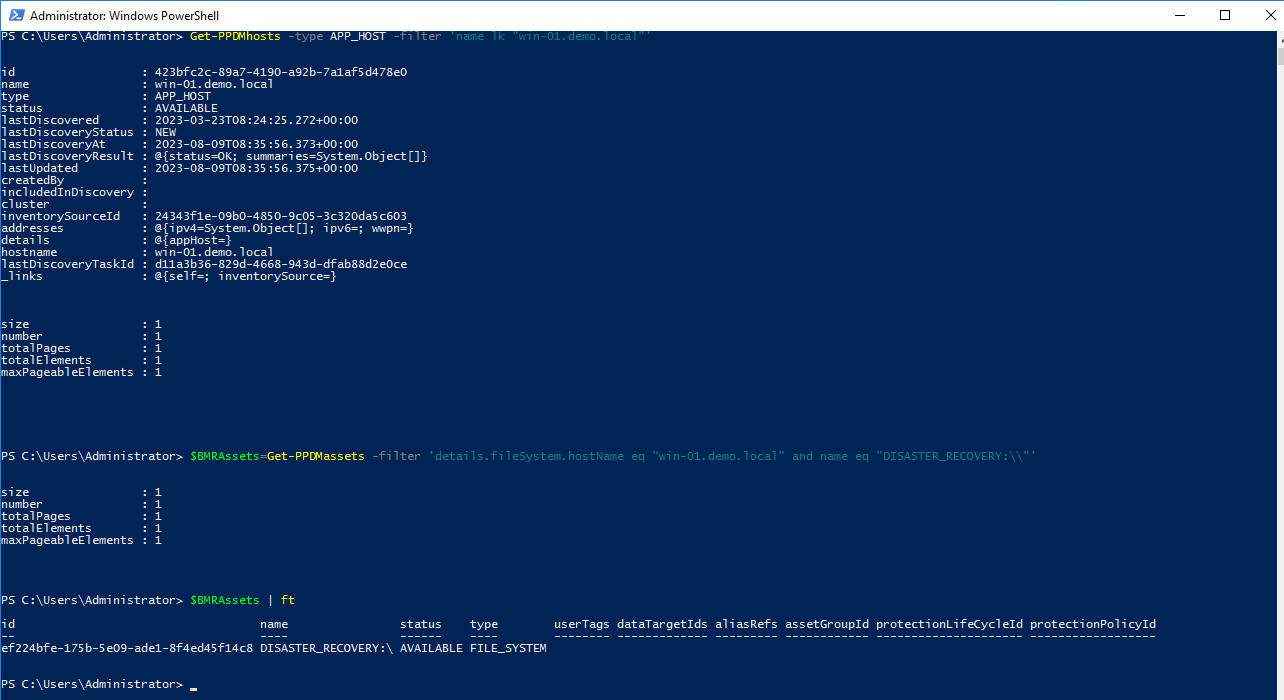 Administrator: Windows PowerShell
PS C:\Users\Administrator> Get-PPDMhosts -type APP_HOST -filter 'name lk "win-01.demo.local"'
id : 423bfc2c-89a7-4190-a92b-7a1af5d478e0
name : win-01.demo.local
type : APP_HOST
status : AVAILABLE
lastDiscovered : 2023-03-23T08:24:25.272+00:00
lastDiscoveryStatus : NEW
lastDiscoveryAt : 2023-08-09T08:35:56.373+00:00
lastDiscoveryResult : @{status=OK; summaries=System.Object[]}
lastUpdated : 2023-08-09T08:35:56.375+00:00
createdBy :
includedInDiscovery :
cluster :
inventorySourceId : 24343f1e-09b0-4850-9c05-3c320da5c603
addresses : @{ipv4=System.Object[]; ipv6=; wwpn=}
details : @{appHost=}
hostname : win-01.demo.local
lastDiscoveryTaskId : d11a3b36-829d-4668-943d-dfab88d2e0ce
_links : @{self=; inventorySource=}
size : 1
number : 1
totalPages : 1
totalElements : 1
maxPageableElements : 1
PS C:\Users\Administrator> $BMRAssets=Get-PPDMassets -filter 'details.fileSystem.hostName eq "win-01.demo.local" and name eq "DISASTER_RECOVERY:\\"'
size : 1
number : 1
totalPages : 1
totalElements : 1
maxPageableElements : 1
PS C:\Users\Administrator> $BMRAssets | ft
id name status type userTags dataTargetIds aliasRefs assetGroupId protectionLifeCycleId protectionPolicyId
-- ---- ------ ---- -------- ------------- --------- ------------ --------------------- ------------------
ef224bfe-175b-5e09-ade1-8f4ed45f14c8 DISASTER_RECOVERY:\ AVAILABLE FILE_SYSTEM
PS C:\Users\Administrator> _